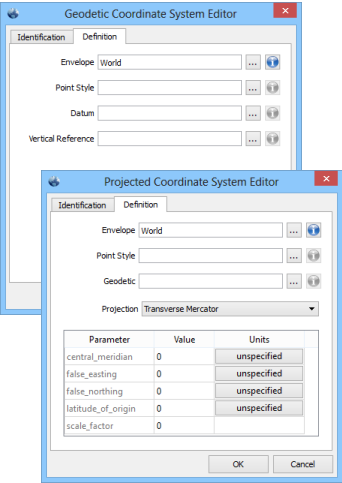 Geodetic Coordinate System Editor
Identification Definition
Envelope World ...
Point Style ...
Datum ...
Vertical Reference ...
Projected Coordinate System Editor
Identification Definition
Envelope World ...
Point Style ...
Geodetic ...
Projection Transverse Mercator
Parameter Value Units
central_meridian 0 unspecified
false_easting 0 unspecified
false_northing 0 unspecified
latitude_of_origin 0 unspecified
scale_factor 0
OK Cancel